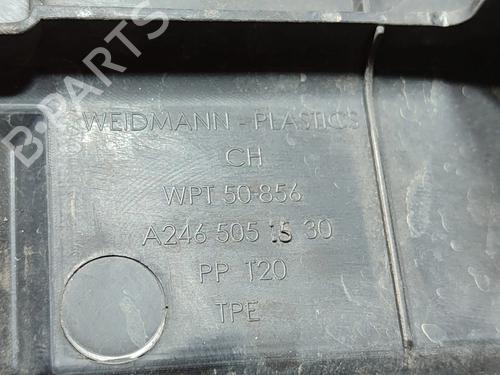 B-PARTS
WEIDMANN - PLASTICS
CH
WPT 50-856
A246 505 15 30
PP T20
TPE